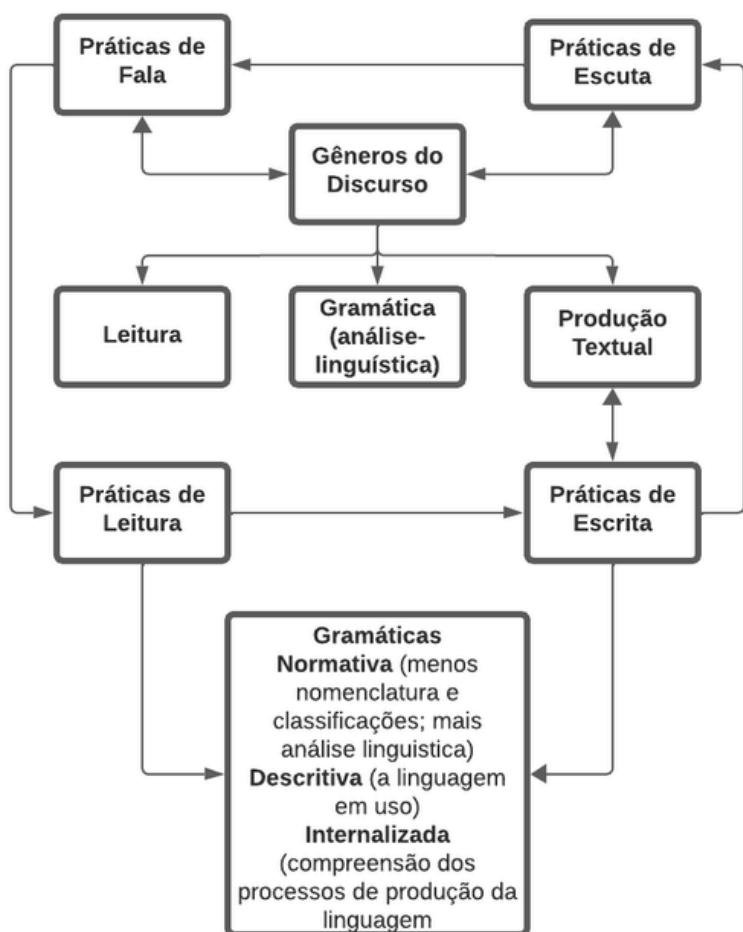 Práticas de
Fala
Práticas de
Escuta
Gêneros do
Discurso
Leitura
Gramática
(análise-
linguística)
Produção
Textual
Práticas de
Leitura
Práticas de
Escrita
Gramáticas
Normativa (menos
nomenclatura e
classificações; mais
análise linguistica)
Descritiva (a linguagem
em uso)
Internalizada
(compreensão dos
processos de produção da
linguagem